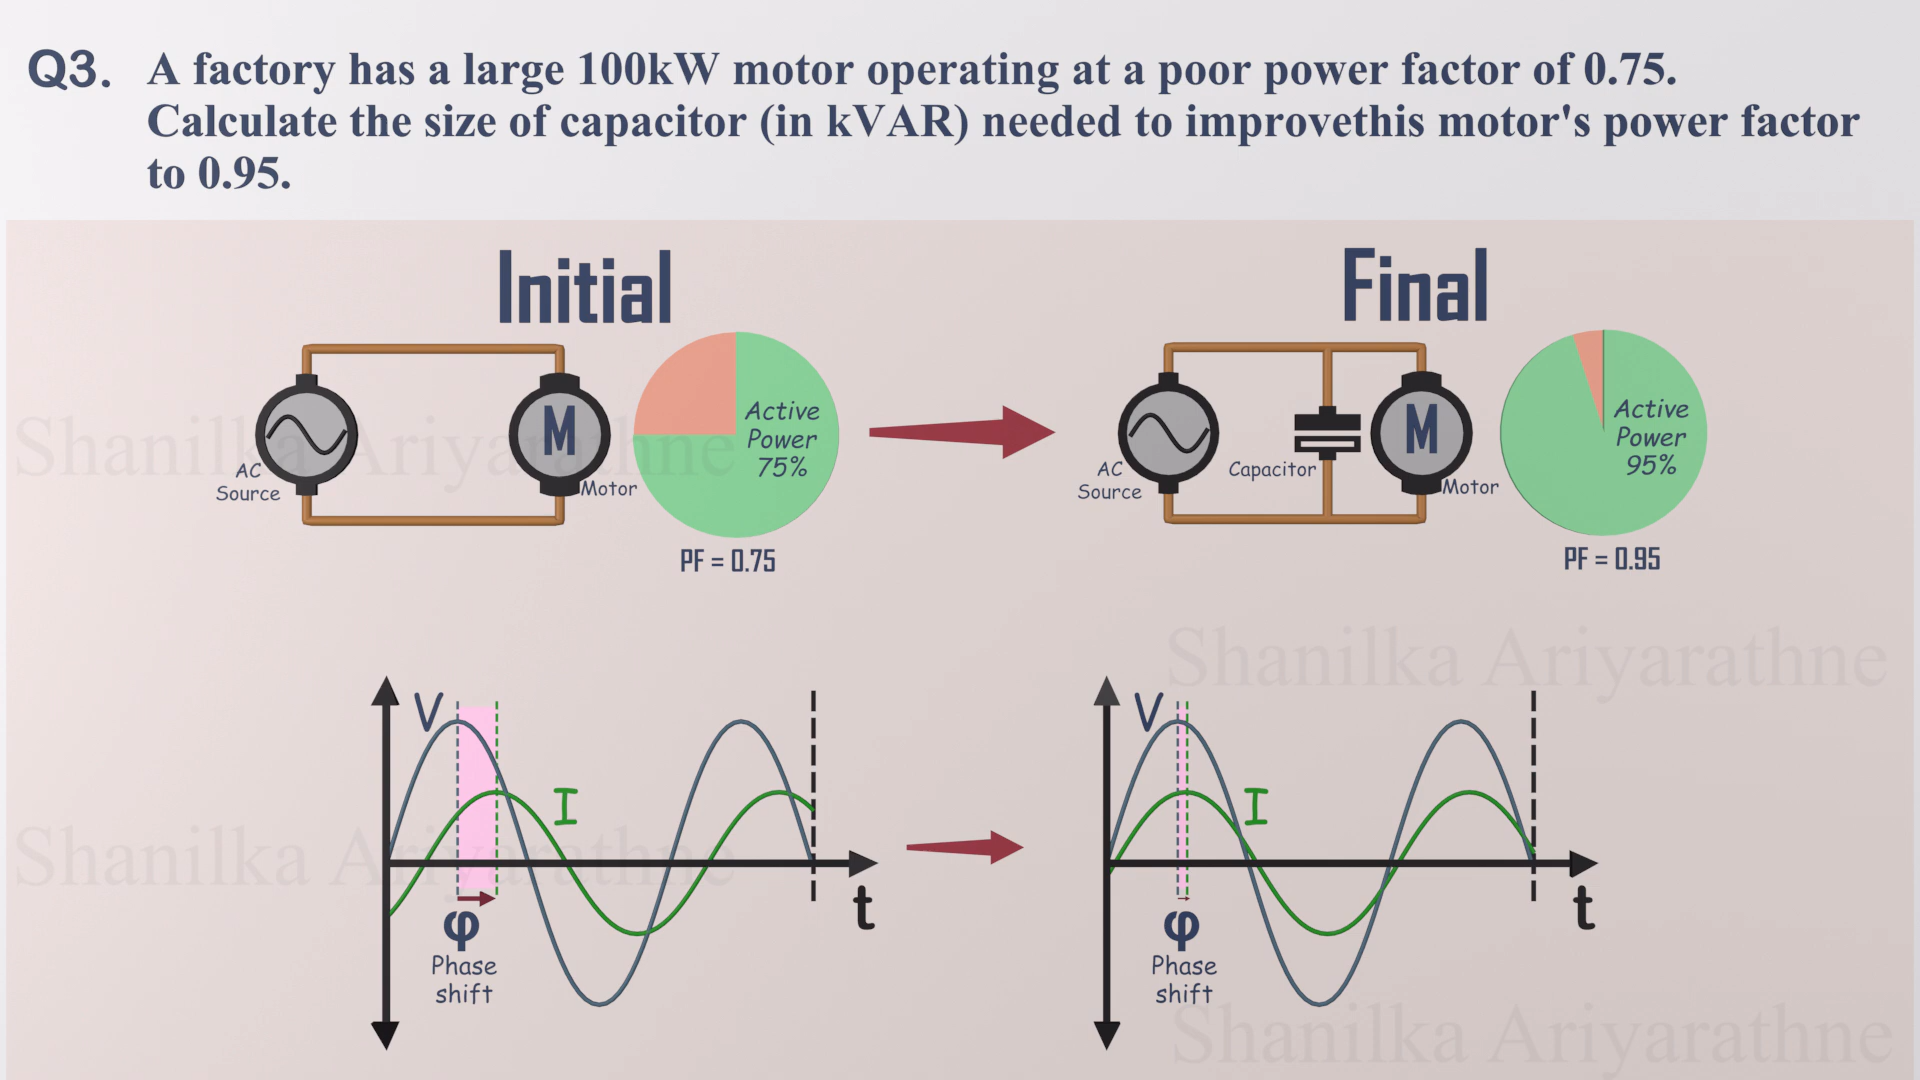 Q3. A factory has a large 100kW motor operating at a poor power factor of 0.75.
Calculate the size of capacitor (in kVAR) needed to improvethis motor's power factor
to 0.95.
Initial
Final
M
Active
Power
75%
AC
Source
Motor
PF = 0.75
M
Active
Power
95%
AC
Source
Capacitor
Motor
PF = 0.95
Shanilka Ariyarathne
Shanilka Ariyarathne
V
I
t
φ
Phase
shift
V
I
t
φ
Phase
shift
Shanilka Ariyarathne
Shanilka Ariyarathne